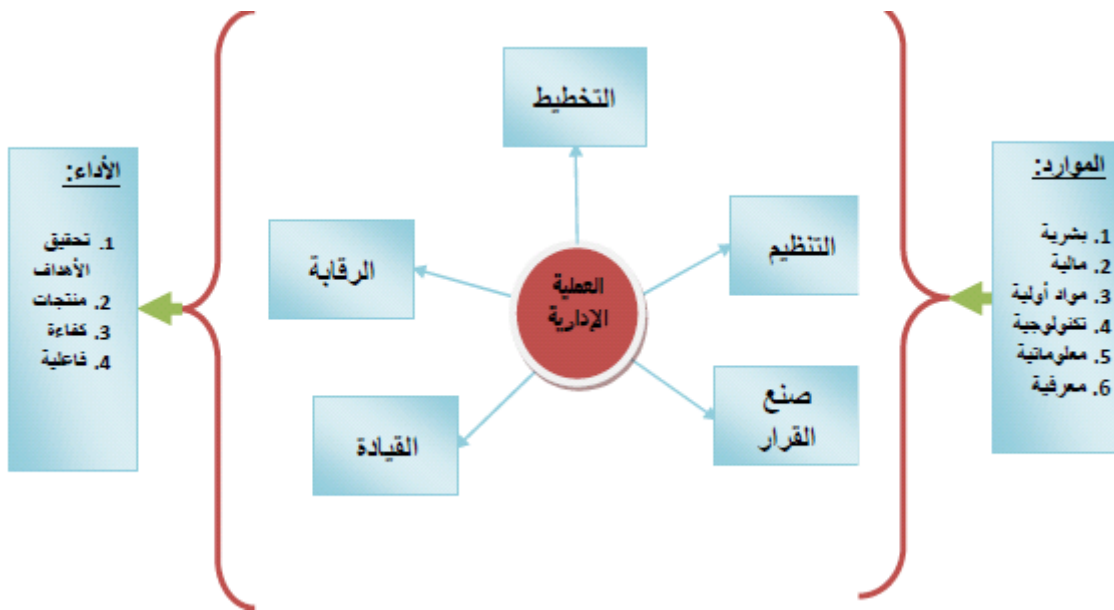 الموارد:
1. بشرية
2. مالية
3. مواد أولية
4. تكنولوجية
5. معلوماتية
6. معرفية
التخطيط
التنظيم
صنع
القرار
القيادة
الرقابة
العملية
الإدارية
الأداء:
1. تحقيق
الأهداف
2. منتجات
3. كفاءة
4. فاعلية